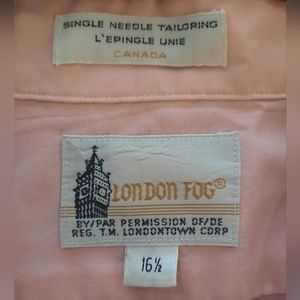 SINGLE NEEDLE TAILORING
L'EPINGLE UNIE
CANADA
LONDON FOG®
BY/PAR PERMISSION OF/DE
REG. T.M. LONDONTOWN CORP
16½